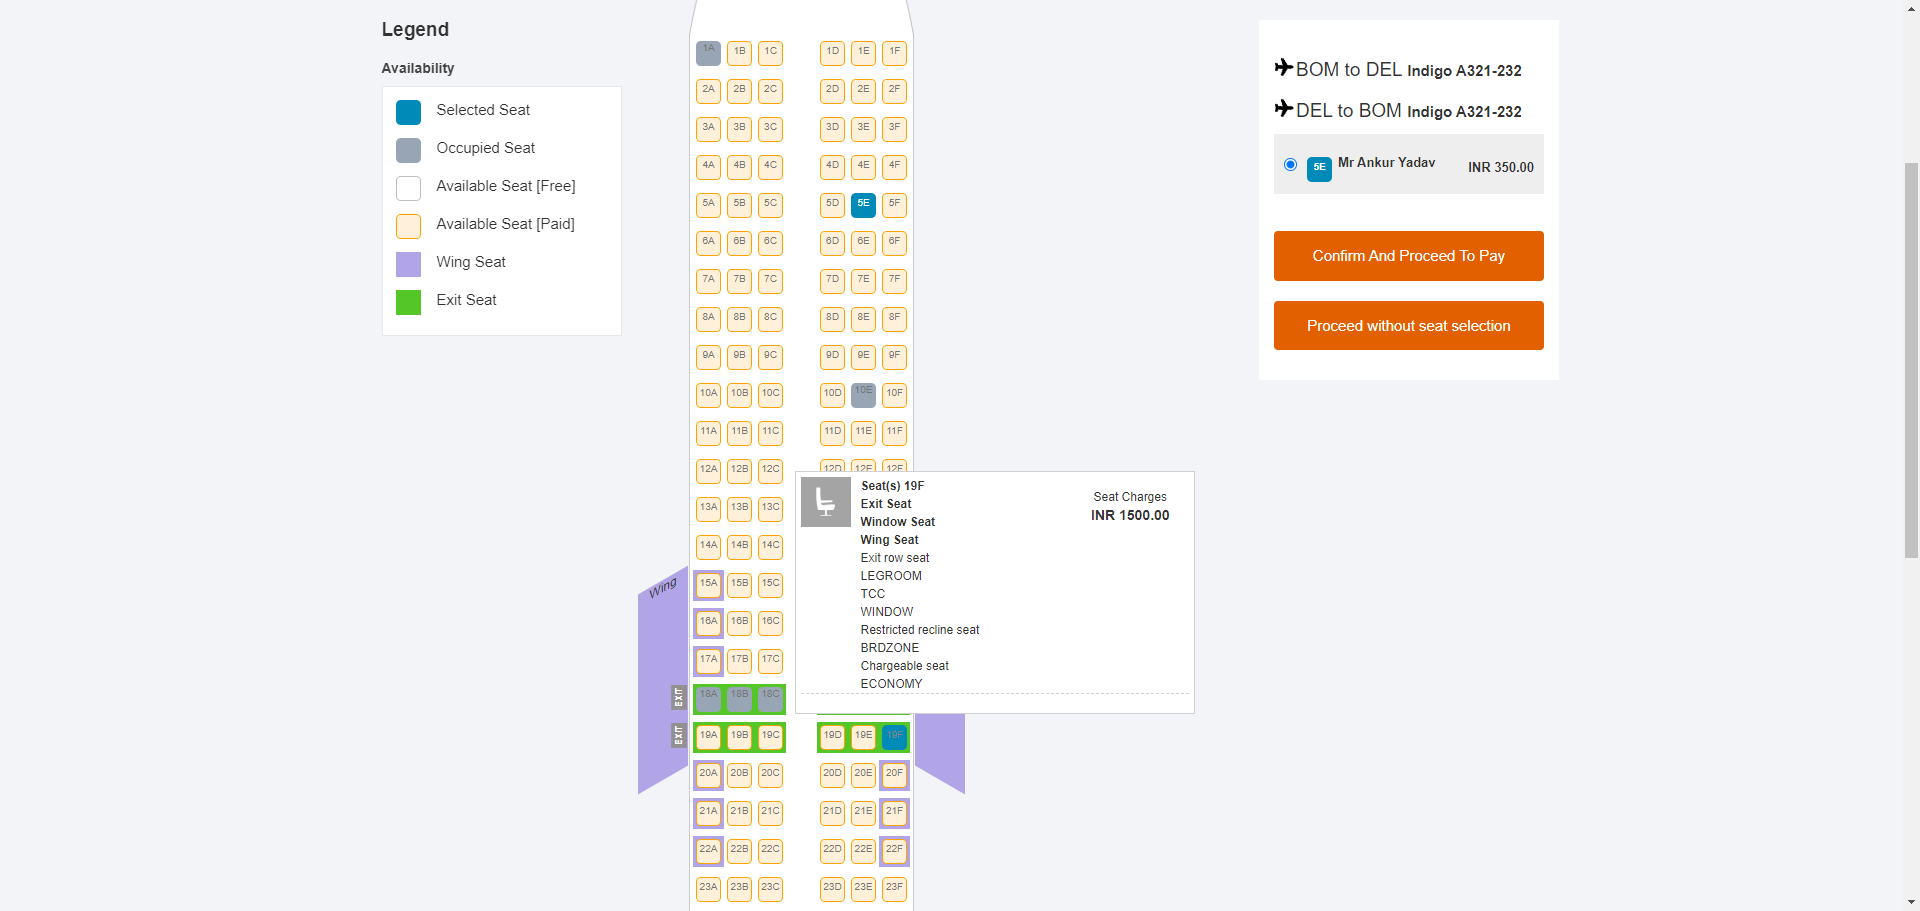 Legend
Availability
Selected Seat
Occupied Seat
Available Seat [Free]
Available Seat [Paid]
Wing Seat
Exit Seat
1A 1B 1C 1D 1E 1F
2A 2B 2C 2D 2E 2F
3A 3B 3C 3D 3E 3F
4A 4B 4C 4D 4E 4F
5A 5B 5C 5D 5E 5F
6A 6B 6C 6D 6E 6F
7A 7B 7C 7D 7E 7F
8A 8B 8C 8D 8E 8F
9A 9B 9C 9D 9E 9F
10A 10B 10C 10D 10E 10F
11A 11B 11C 11D 11E 11F
12A 12B 12C 12D 12E 12F
13A 13B 13C
14A 14B 14C
Wing
15A 15B 15C
16A 16B 16C
17A 17B 17C
EXIT 18A 18B 18C
EXIT 19A 19B 19C 19D 19E 19F
20A 20B 20C 20D 20E 20F
21A 21B 21C 21D 21E 21F
22A 22B 22C 22D 22E 22F
23A 23B 23C 23D 23E 23F
Seat(s) 19F
Exit Seat
Window Seat
Wing Seat
Exit row seat
LEGROOM
TCC
WINDOW
Restricted recline seat
BRDZONE
Chargeable seat
ECONOMY
Seat Charges
INR 1500.00
BOM to DEL Indigo A321-232
DEL to BOM Indigo A321-232
5E Mr Ankur Yadav INR 350.00
Confirm And Proceed To Pay
Proceed without seat selection